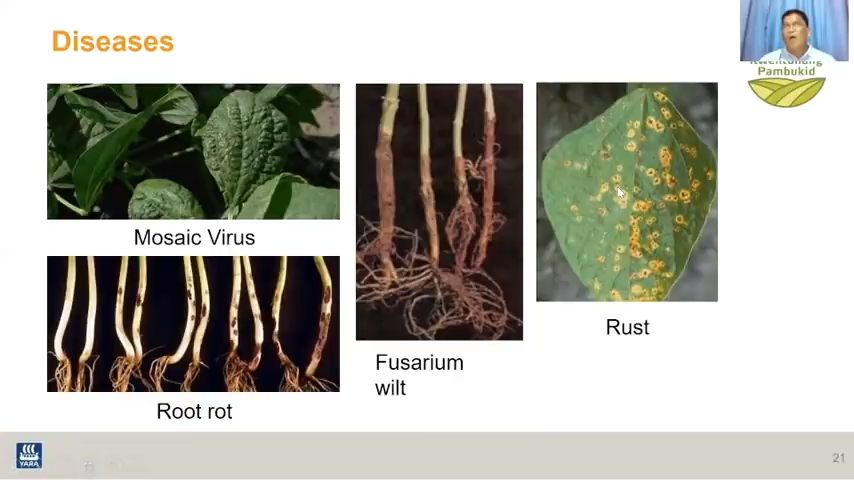 Diseases
Pambukid
Mosaic Virus
Rust
Fusarium
wilt
Root rot
YARA
21